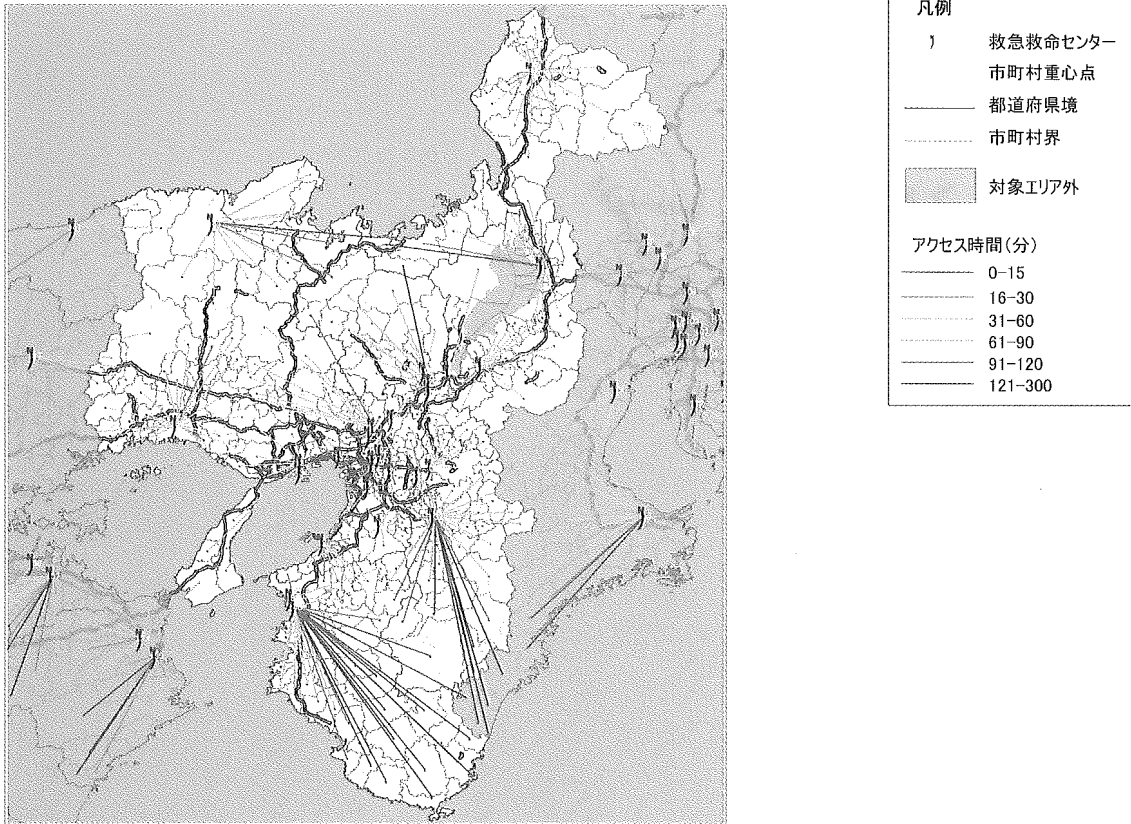 凡例
救急救命センター
市町村重心点
都道府県境
市町村界
対象エリア外
アクセス時間(分)
0-15
16-30
31-60
61-90
91-120
121-300